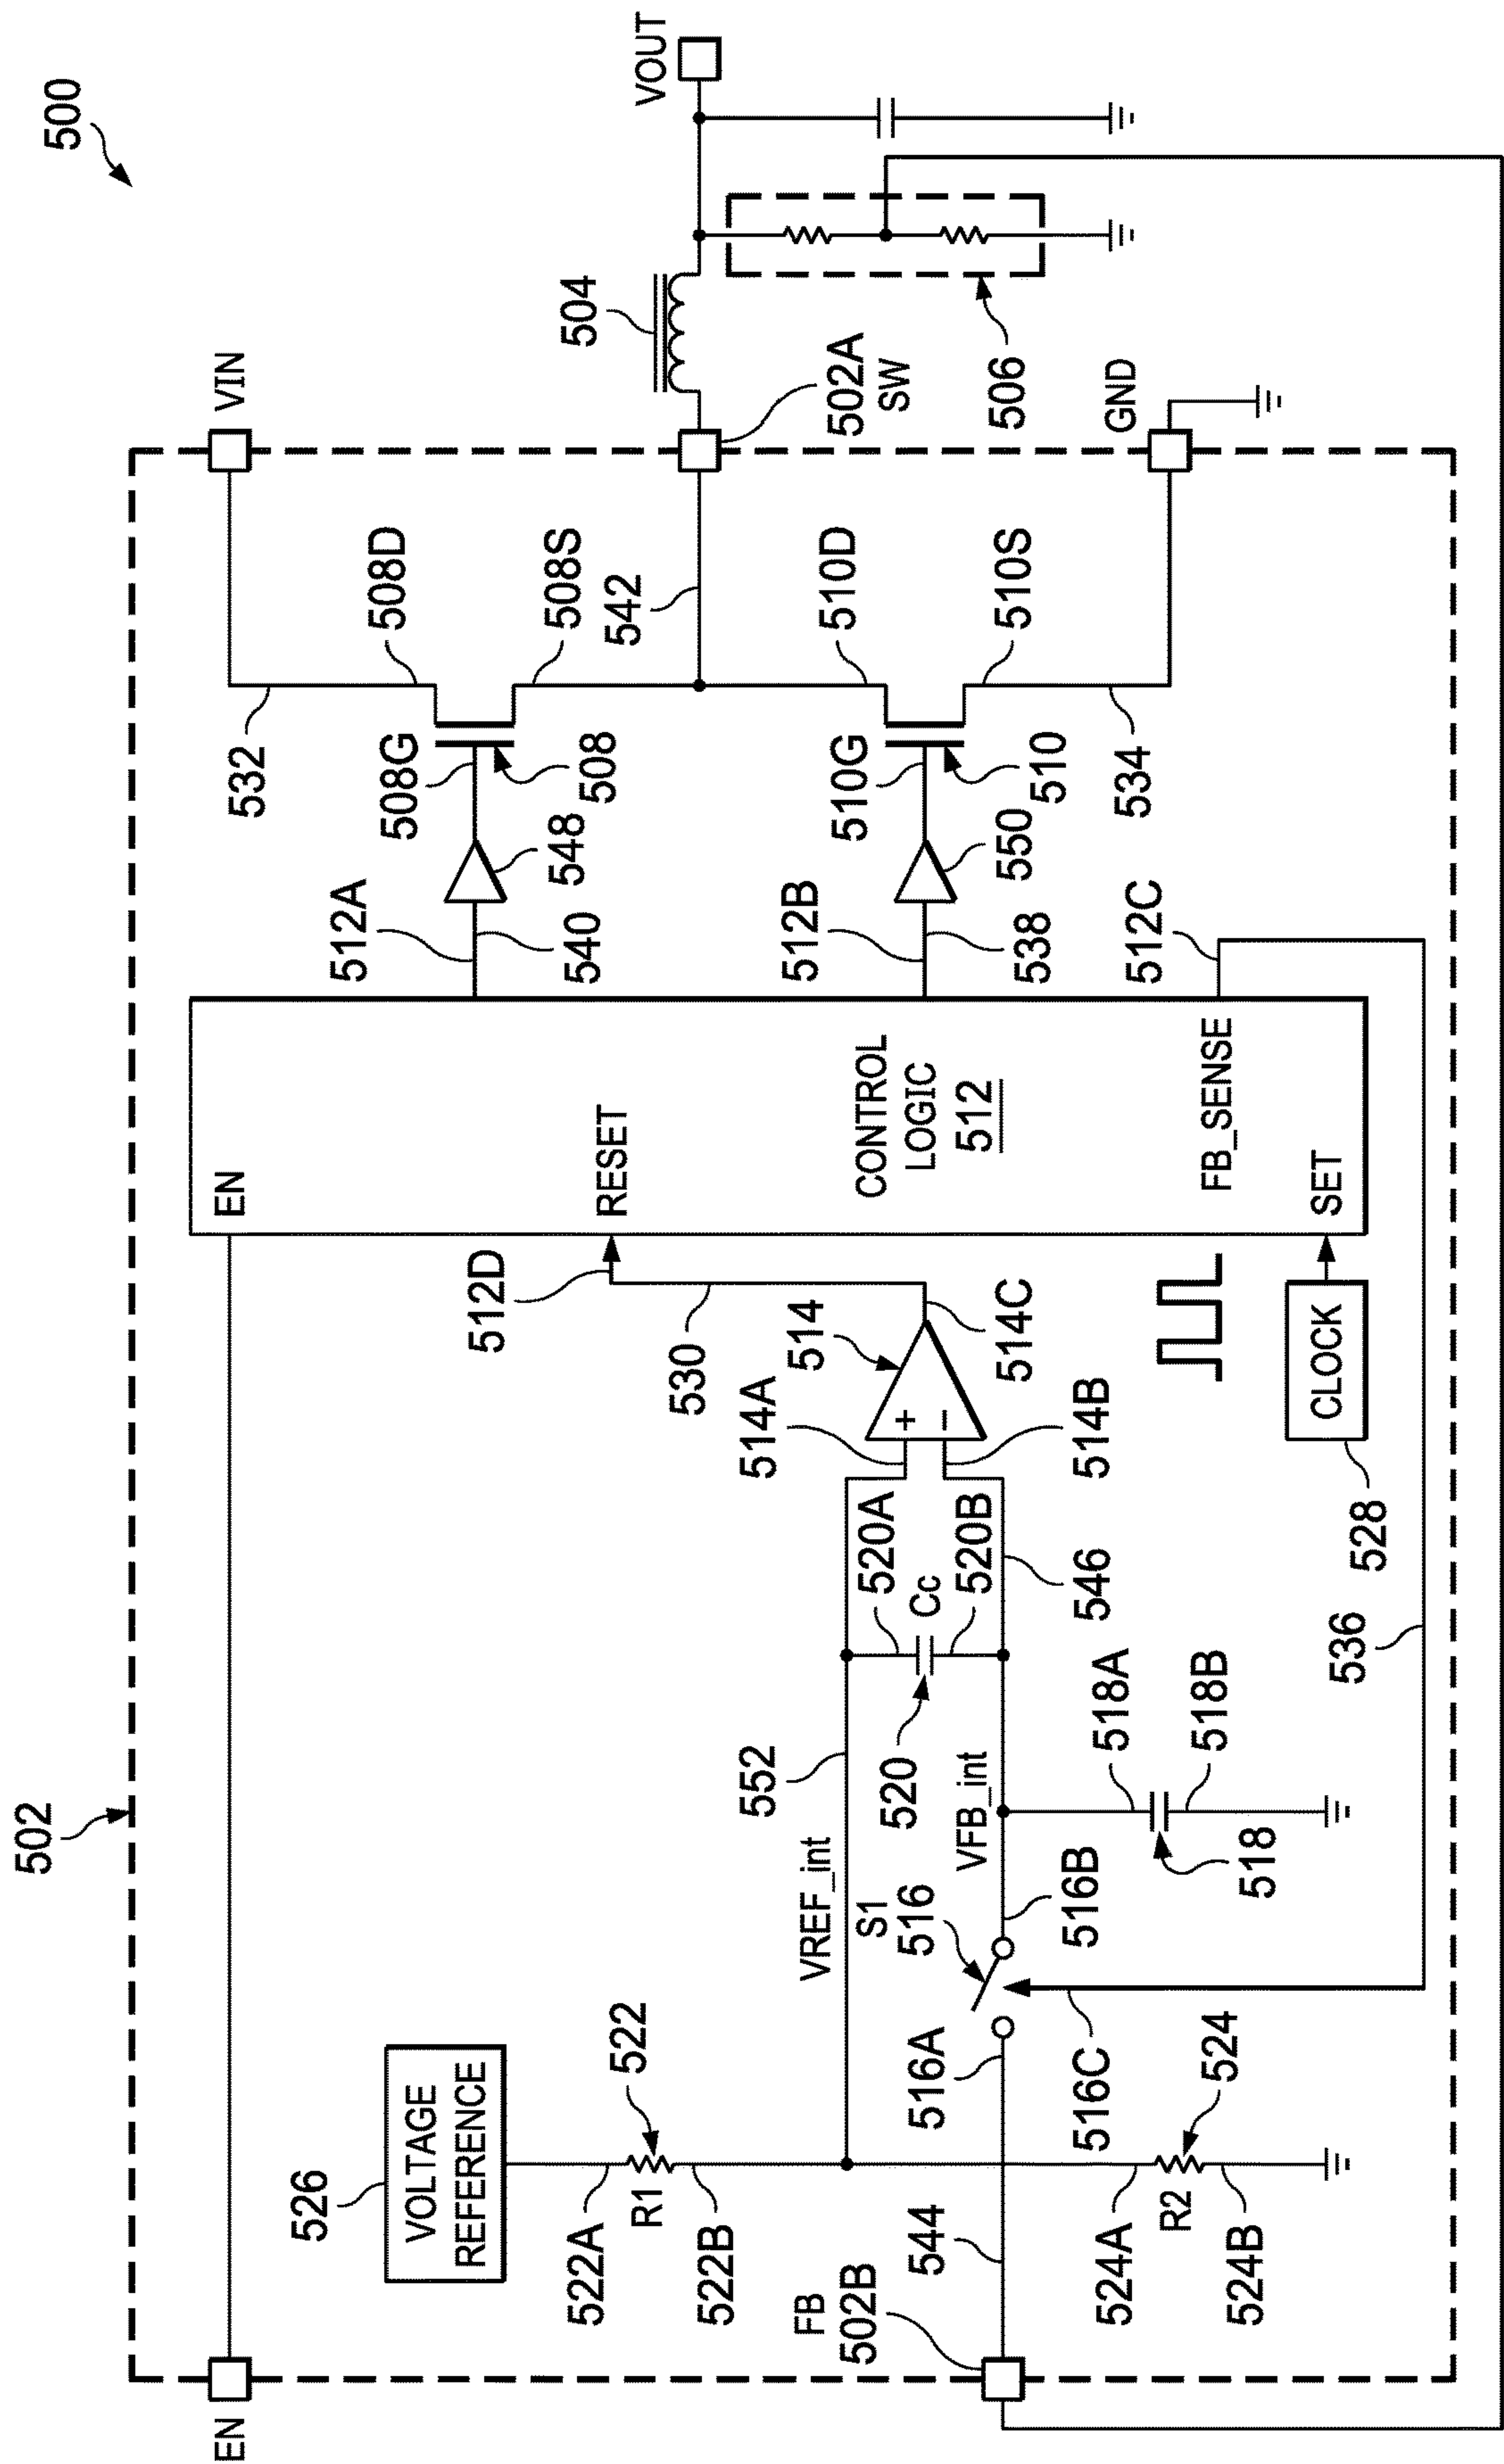 500
502
EN
VIN
532
508D
508S
508G
508
548
512A
540
542
504
VOUT
502A
SW
506
GND
510D
510S
510G
510
534
550
512B
538
512C
EN
RESET
CONTROL
LOGIC
512
FB_SENSE
SET
512D
530
514
514A
514B
514C
+
−
CLOCK
528
536
520A
Cc
520B
520
546
552
VREF_int
VFB_int
518A
518B
518
S1
516
516A
516B
516C
526
VOLTAGE
REFERENCE
522A
R1
522B
522
524
524A
R2
524B
544
FB
502B